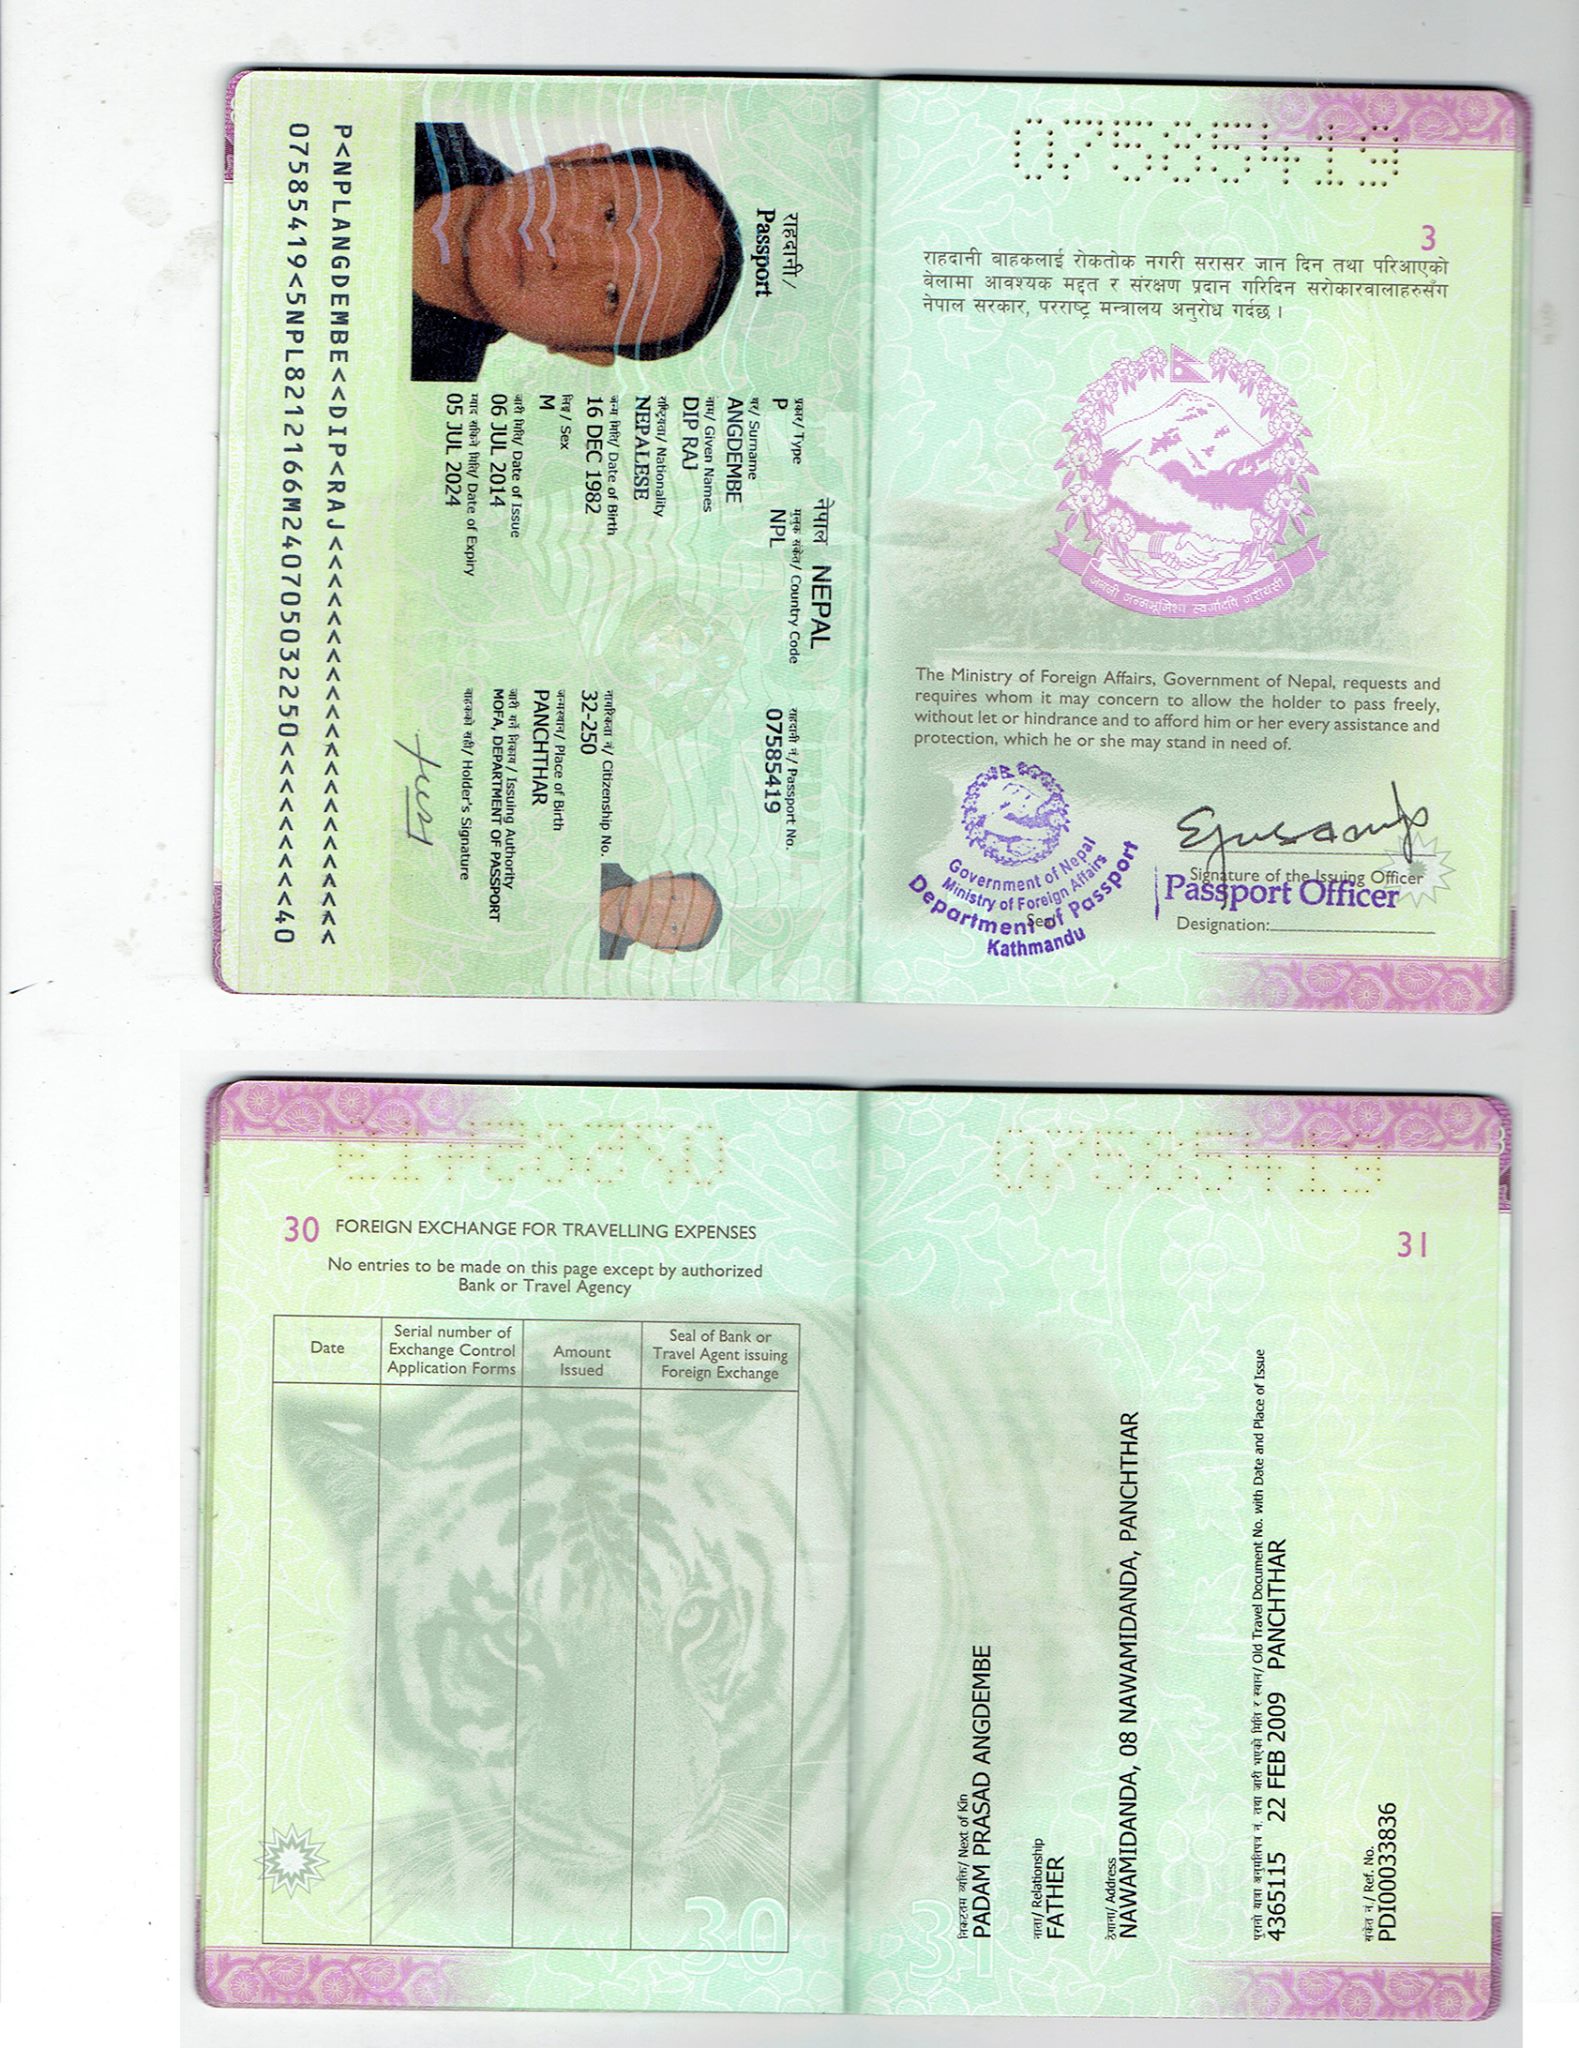 07585419
3
राहदानी बाहकलाई रोकतोक नगरी सरासर जान दिन तथा परिआएको
बेलामा आवश्यक मद्दत र संरक्षण प्रदान गरिदिन सरोकारवालाहरुसँग
नेपाल सरकार, परराष्ट्र मन्त्रालय अनुरोध गर्दछ ।
जननी जन्मभूमिश्च स्वर्गादपि गरीयसी
The Ministry of Foreign Affairs, Government of Nepal, requests and
requires whom it may concern to allow the holder to pass freely,
without let or hindrance and to afford him or her every assistance and
protection, which he or she may stand in need of.
Government of Nepal
Ministry of Foreign Affairs
Department of Passport
Kathmandu
Seal
Signature of the Issuing Officer
Passport Officer
Designation:
नेपाल NEPAL
राहदानी/
Passport
प्रकार/ Type
P
मुलुक संकेत/ Country Code
NPL
राहदानी नं/ Passport No.
07585419
थर/ Surname
ANGDEMBE
नाम/ Given Names
DIP RAJ
राष्ट्रियता/ Nationality
NEPALESE
जन्म मिति/ Date of Birth
16 DEC 1982
नागरिकता नं/ Citizenship No.
32-250
लिङ्ग/ Sex
M
जन्मस्थान/ Place of Birth
PANCHTHAR
जारी मिति/ Date of Issue
06 JUL 2014
जारी गर्ने निकाय/ Issuing Authority
MOFA, DEPARTMENT OF PASSPORT
म्याद सकिने मिति/ Date of Expiry
05 JUL 2024
वाहकको सही/ Holder's Signature
P<NPLANGDEMBE<<DIP<RAJ<<<<<<<<<<<<<<<<<<<<<<
07585419<5NPL8212166M240705032250<<<<<<<<<40
07585419
07585419
30 FOREIGN EXCHANGE FOR TRAVELLING EXPENSES
No entries to be made on this page except by authorized
Bank or Travel Agency
Date
Serial number of
Exchange Control
Application Forms
Amount
Issued
Seal of Bank or
Travel Agent issuing
Foreign Exchange
30
31
31
निकटतम व्यक्ति/ Next of Kin
PADAM PRASAD ANGDEMBE
नाता/ Relationship
FATHER
ठेगाना/ Address
NAWAMIDANDA, 08 NAWAMIDANDA, PANCHTHAR
पुरानो यात्रा अनुमतिपत्र नं. तथा जारी भएको मिति र स्थान/ Old Travel Document No. with Date and Place of Issue
4365115 22 FEB 2009 PANCHTHAR
संकेत नं/ Ref. No.
PDI00033836